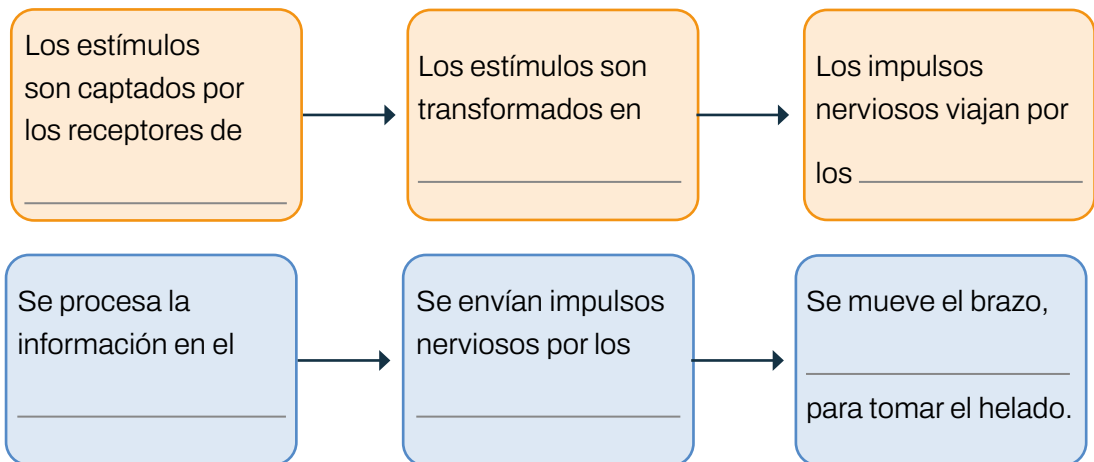 Los estímulos
son captados por
los receptores de
Los estímulos son
transformados en
Los impulsos
nerviosos viajan por
los
Se procesa la
información en el
Se envían impulsos
nerviosos por los
Se mueve el brazo,
para tomar el helado.